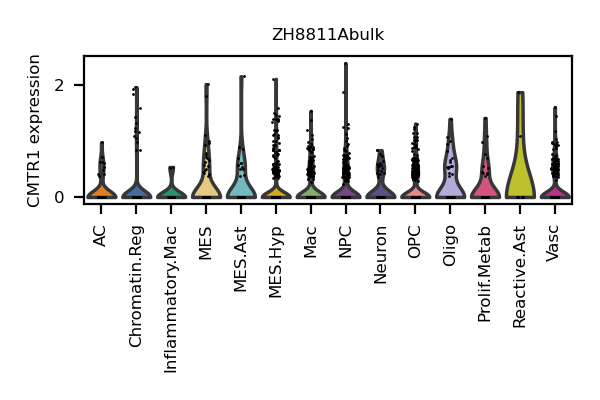 ZH8811Abulk
CMTR1 expression
2
0
AC
Chromatin.Reg
Inflammatory.Mac
MES
MES.Ast
MES.Hyp
Mac
NPC
Neuron
OPC
Oligo
Prolif.Metab
Reactive.Ast
Vasc